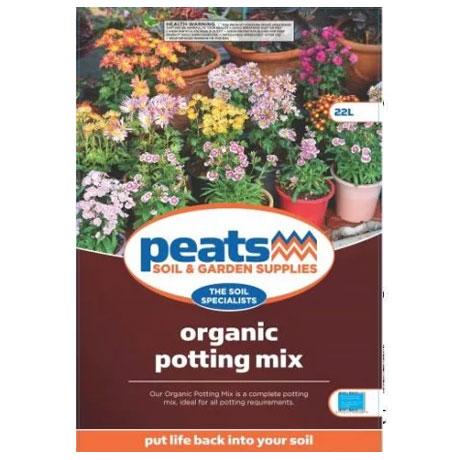 HEALTH WARNING
22L
peats
SOIL & GARDEN SUPPLIES
THE SOIL
SPECIALISTS
organic
potting mix
Our Organic Potting Mix is a complete potting
mix, ideal for all potting requirements.
put life back into your soil